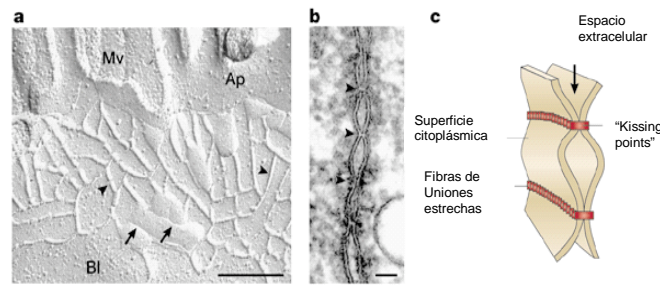 a
b
c
Mv
Ap
Bl
Espacio
extracelular
Superficie
citoplásmica
"Kissing
points"
Fibras de
Uniones
estrechas